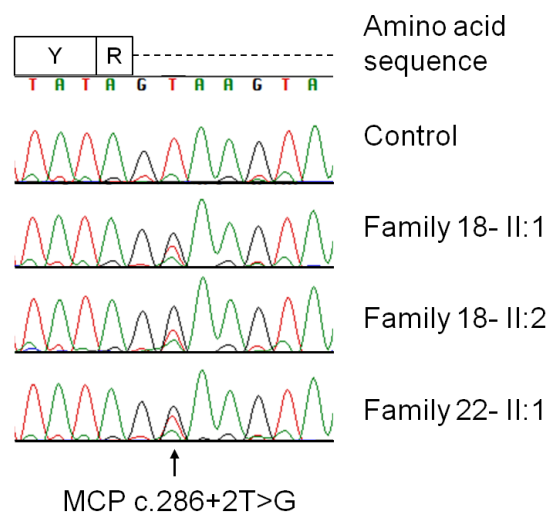 Amino acid
sequence
Y R
T A T A G T A A G T A
Control
Family 18- II:1
Family 18- II:2
Family 22- II:1
MCP c.286+2T>G